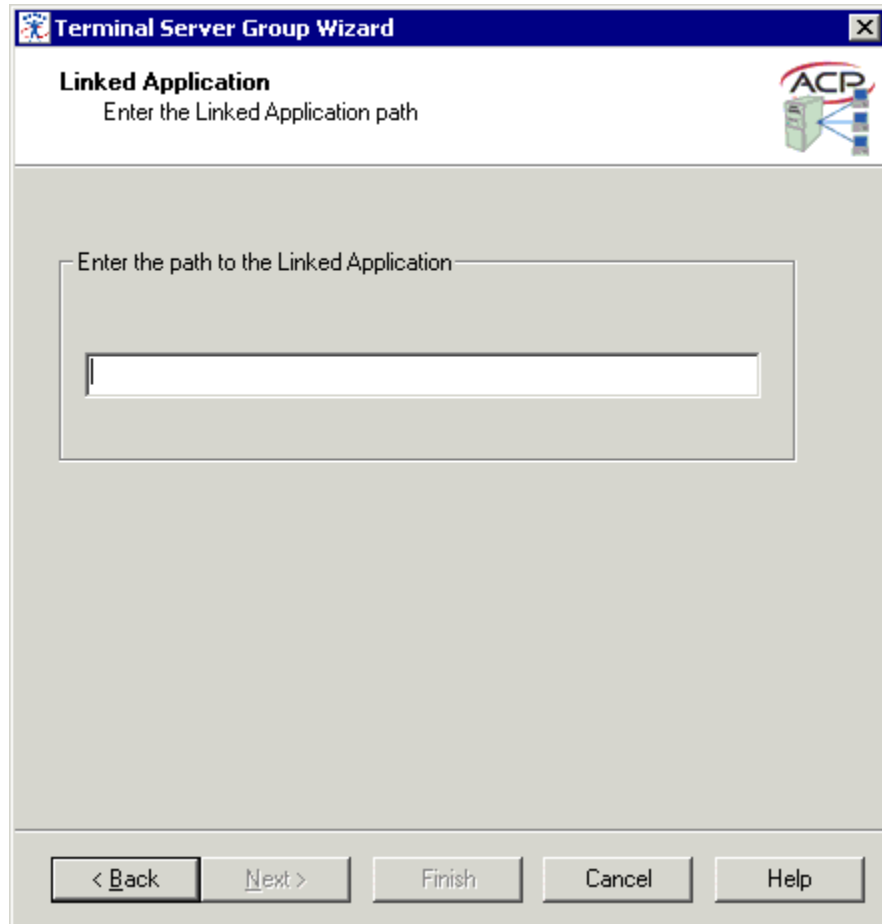 Terminal Server Group Wizard
Linked Application
Enter the Linked Application path
ACP
Enter the path to the Linked Application
< Back
Next >
Finish
Cancel
Help